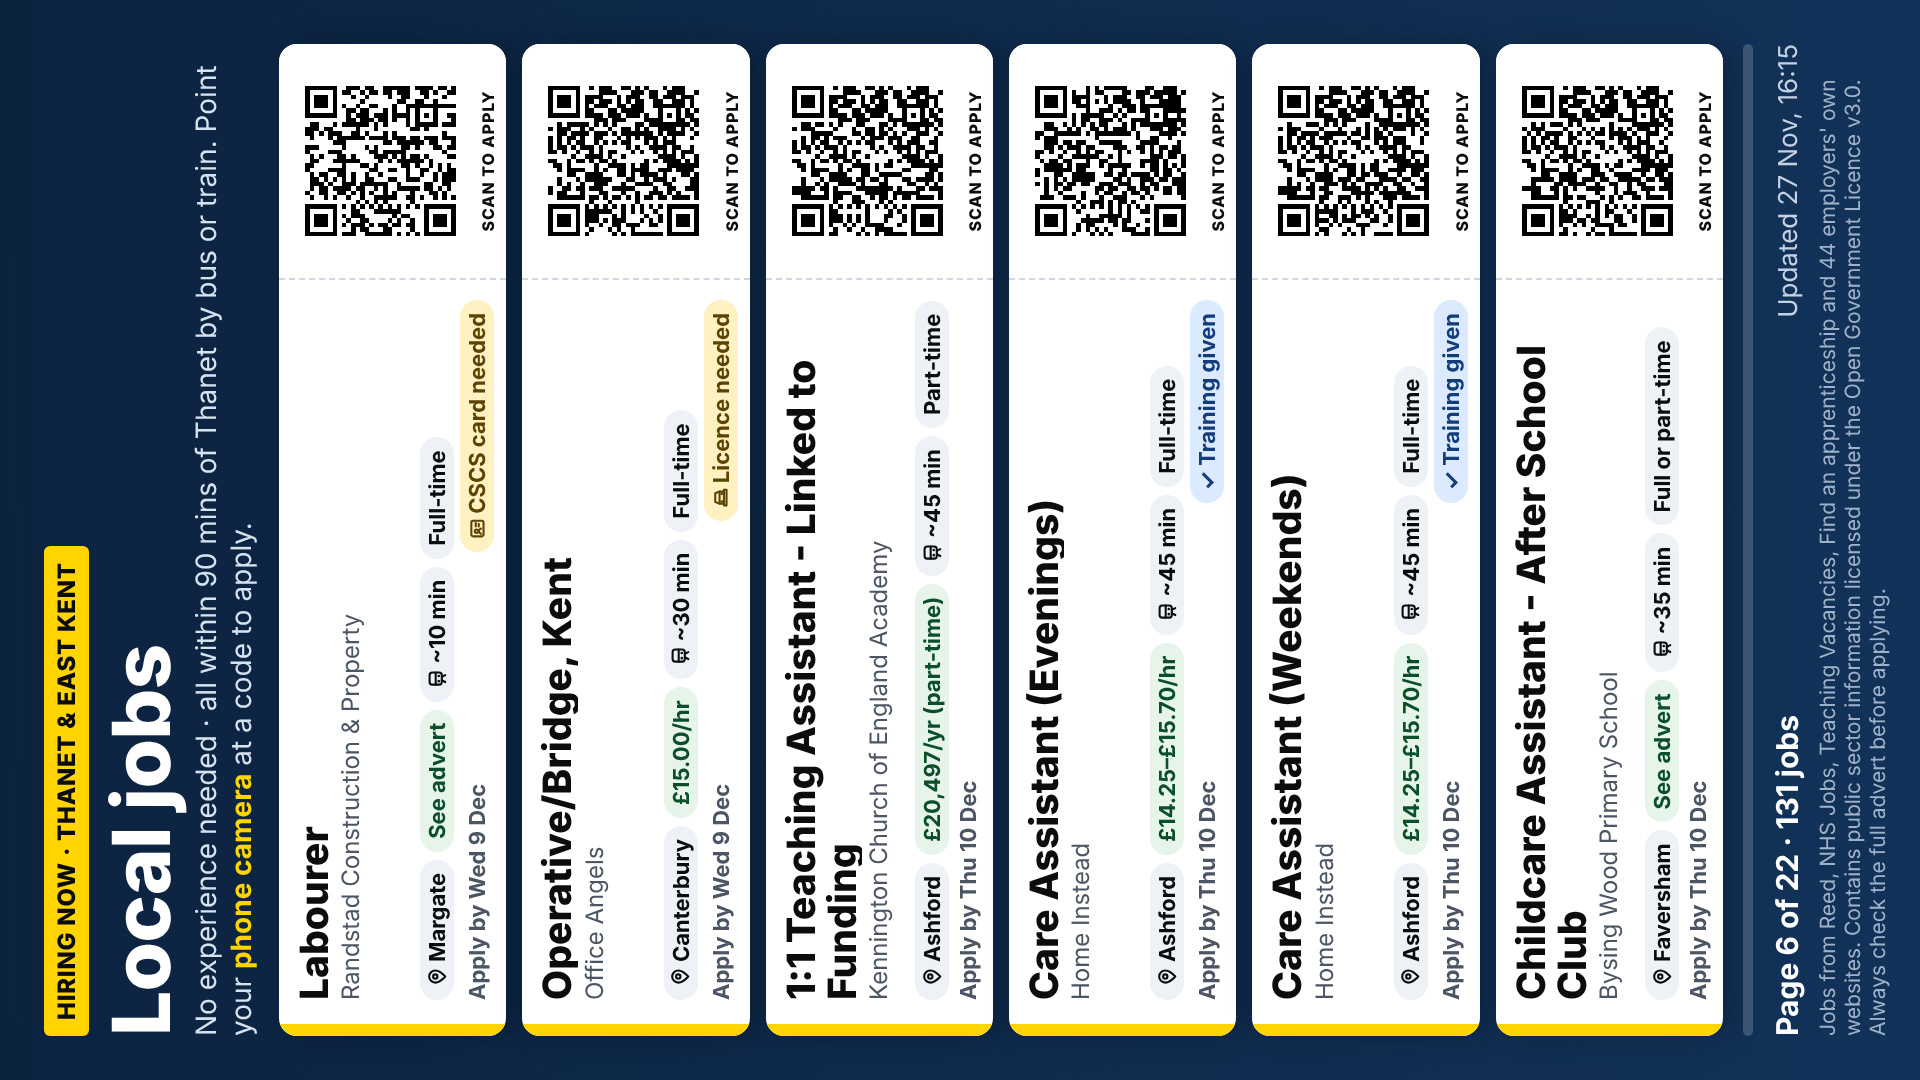 HIRING NOW · THANET & EAST KENT
Local jobs
No experience needed · all within 90 mins of Thanet by bus or train. Point
your phone camera at a code to apply.
Labourer
Randstad Construction & Property
Margate
See advert
~10 min
Full-time
Apply by Wed 9 Dec
CSCS card needed
SCAN TO APPLY
Operative/Bridge, Kent
Office Angels
Canterbury
£15.00/hr
~30 min
Full-time
Apply by Wed 9 Dec
Licence needed
SCAN TO APPLY
1:1 Teaching Assistant - Linked to
Funding
Kennington Church of England Academy
Ashford
£20,497/yr (part-time)
~45 min
Part-time
Apply by Thu 10 Dec
SCAN TO APPLY
Care Assistant (Evenings)
Home Instead
Ashford
£14.25–£15.70/hr
~45 min
Full-time
Apply by Thu 10 Dec
✓ Training given
SCAN TO APPLY
Care Assistant (Weekends)
Home Instead
Ashford
£14.25–£15.70/hr
~45 min
Full-time
Apply by Thu 10 Dec
✓ Training given
SCAN TO APPLY
Childcare Assistant - After School
Club
Bysing Wood Primary School
Faversham
See advert
~35 min
Full or part-time
Apply by Thu 10 Dec
SCAN TO APPLY
Page 6 of 22 · 131 jobs
Updated 27 Nov, 16:15
Jobs from Reed, NHS Jobs, Teaching Vacancies, Find an apprenticeship and 44 employers' own
websites. Contains public sector information licensed under the Open Government Licence v3.0.
Always check the full advert before applying.